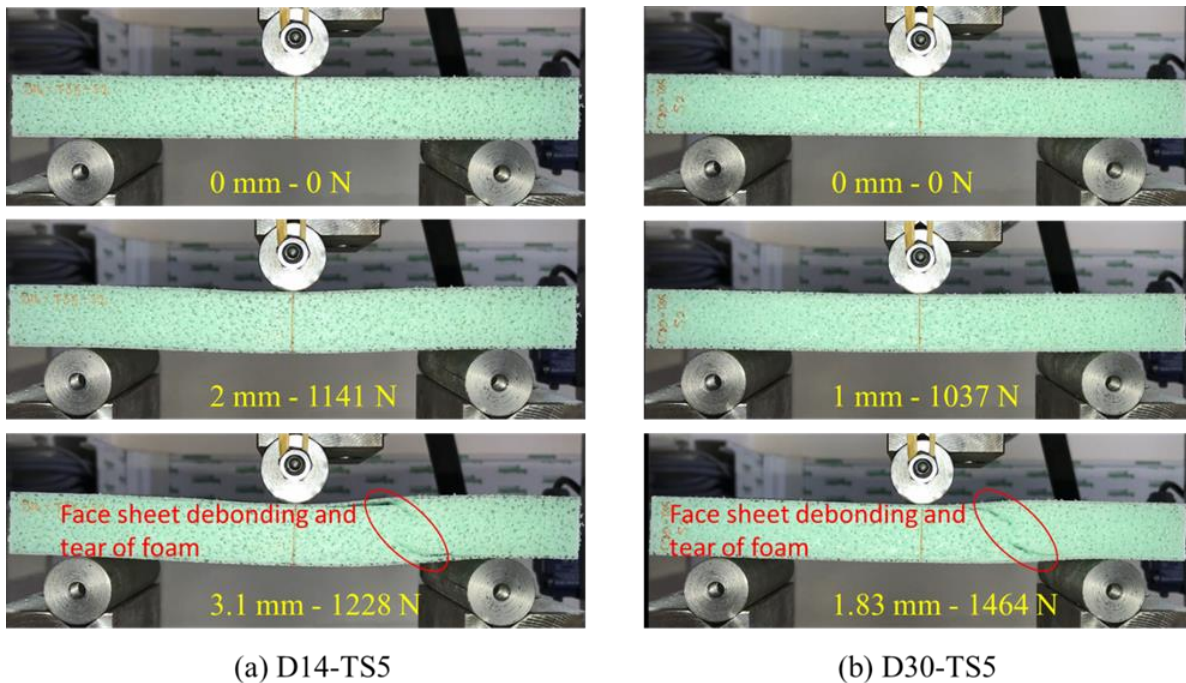 0 mm - 0 N
2 mm - 1141 N
Face sheet debonding and
tear of foam
3.1 mm - 1228 N
(a) D14-TS5
0 mm - 0 N
1 mm - 1037 N
Face sheet debonding and
tear of foam
1.83 mm - 1464 N
(b) D30-TS5